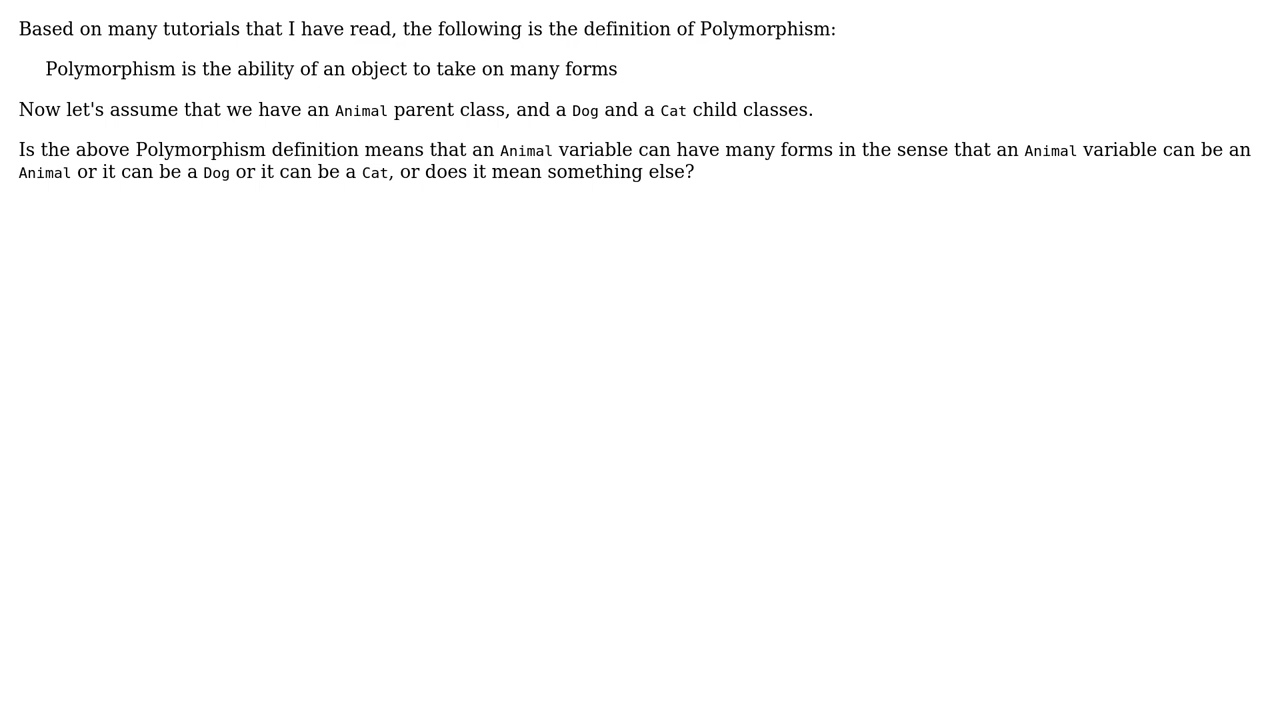 Based on many tutorials that I have read, the following is the definition of Polymorphism:
Polymorphism is the ability of an object to take on many forms
Now let's assume that we have an Animal parent class, and a Dog and a Cat child classes.
Is the above Polymorphism definition means that an Animal variable can have many forms in the sense that an Animal variable can be an
Animal or it can be a Dog or it can be a Cat, or does it mean something else?